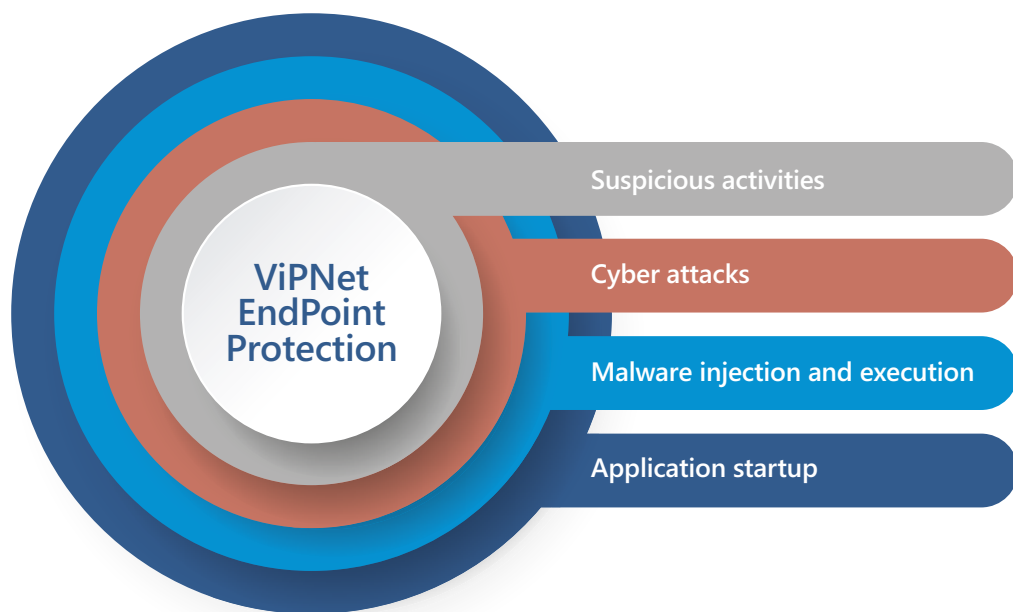 ViPNet
EndPoint
Protection
Suspicious activities
Cyber attacks
Malware injection and execution
Application startup